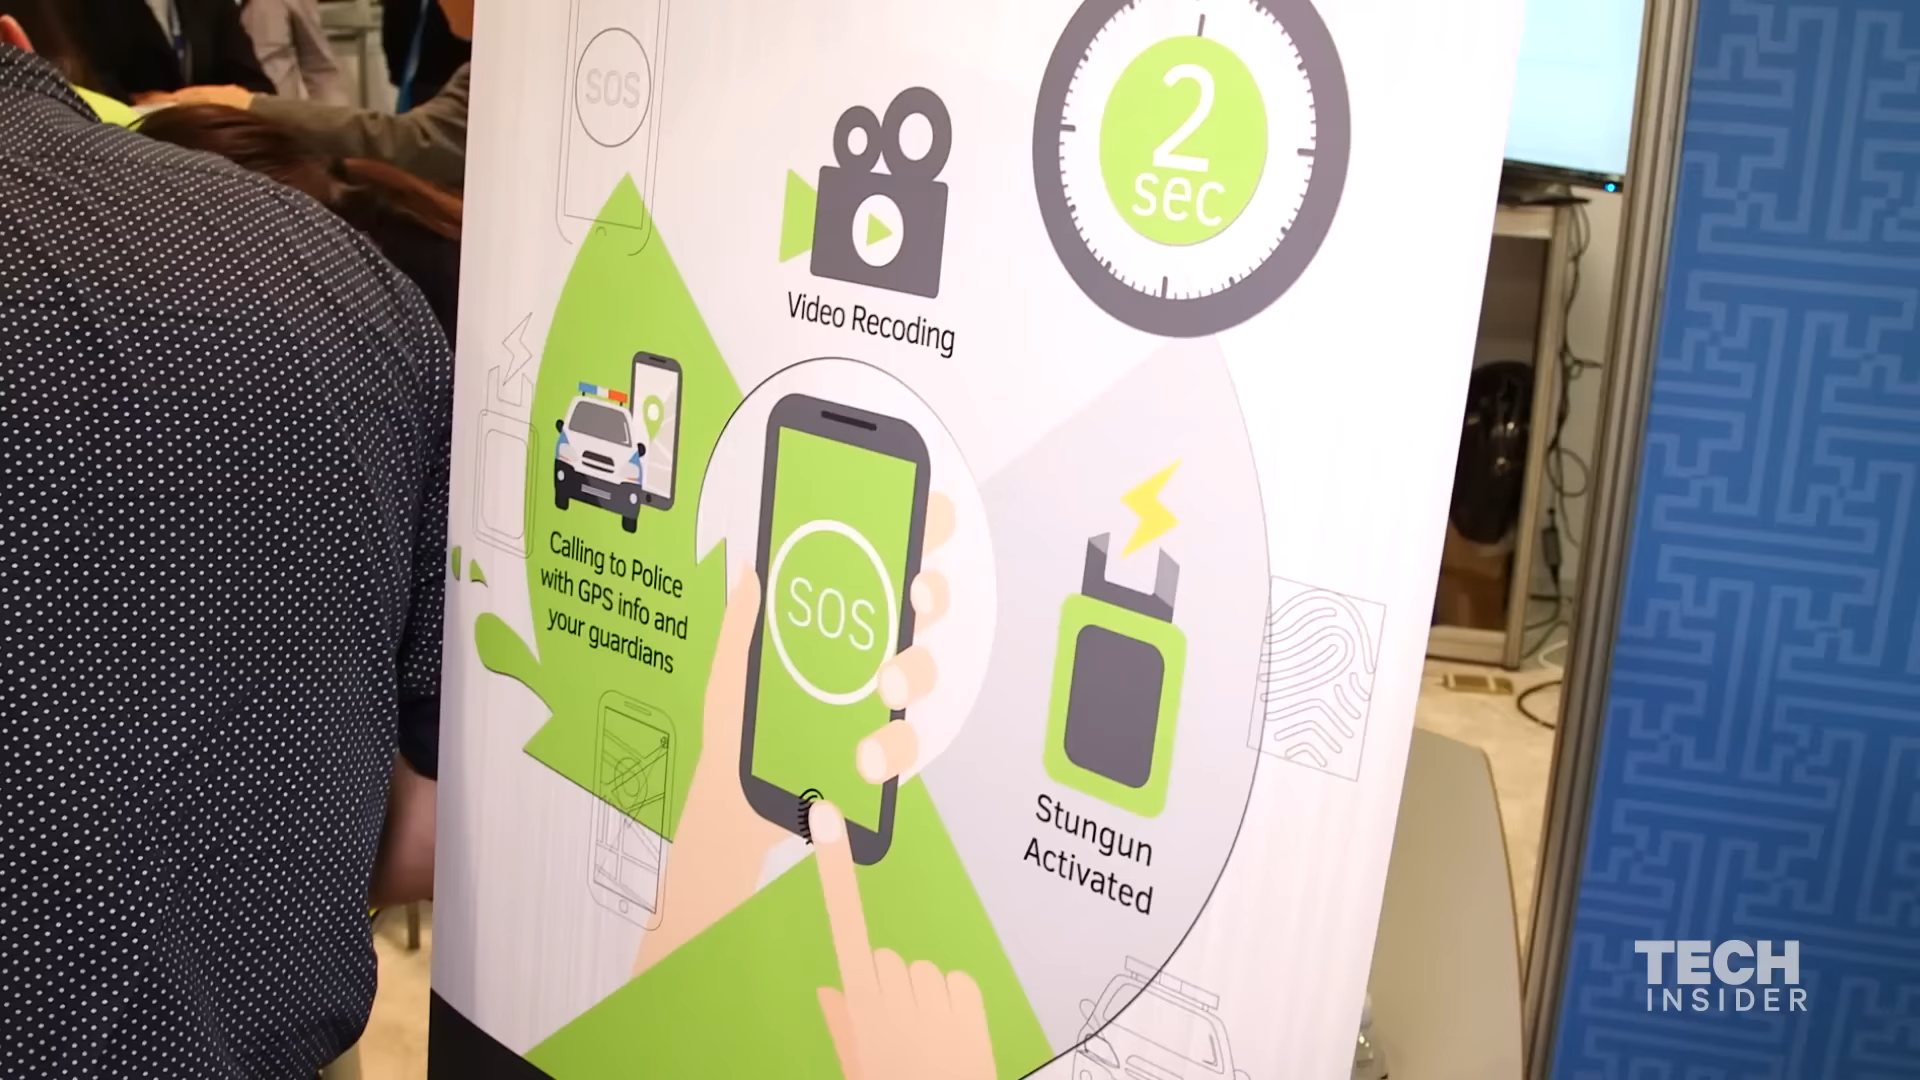 SOS
2
sec
Video Recoding
Calling to Police
with GPS info and
your guardians
SOS
Stungun
Activated
TECH
INSIDER